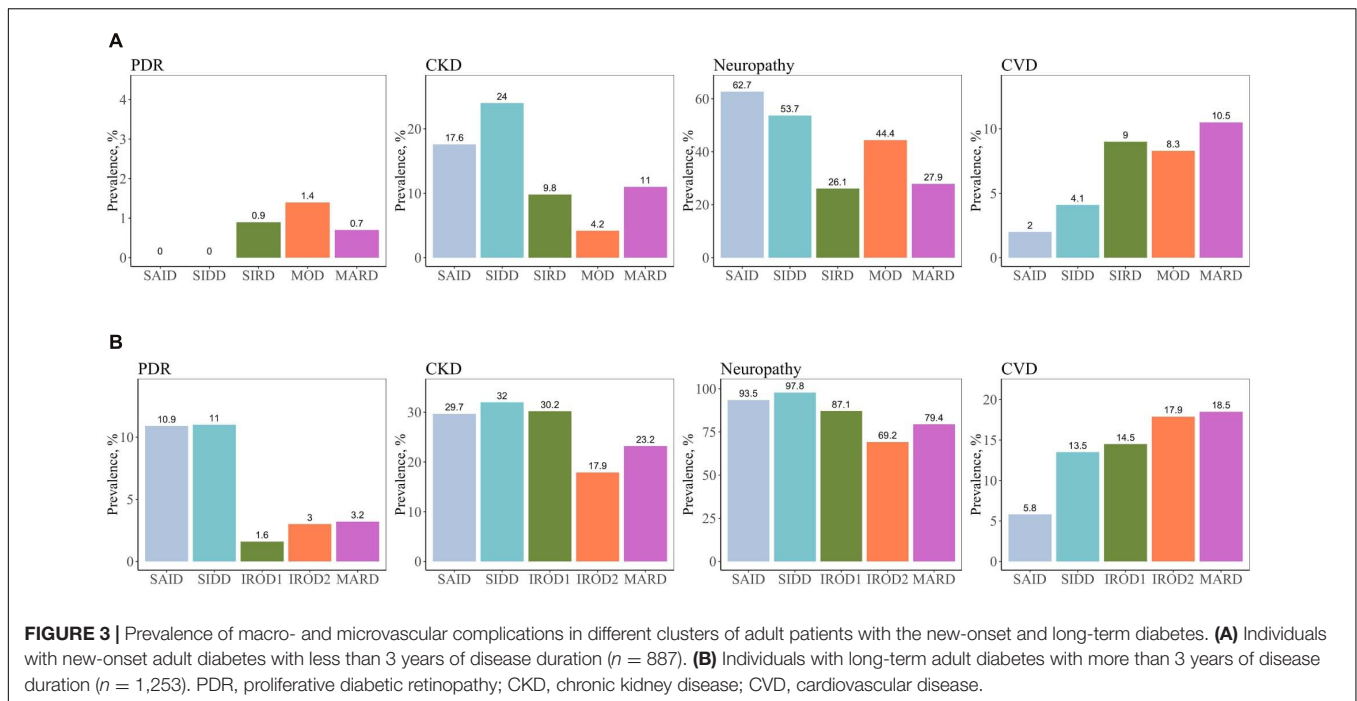 A
PDR
Prevalence, %
4
3
2
1
0
0
0
0.9
1.4
0.7
SAID SIDD SIRD MOD MARD
CKD
Prevalence, %
20
10
0
17.6
24
9.8
4.2
11
SAID SIDD SIRD MOD MARD
Neuropathy
Prevalence, %
60
40
20
0
62.7
53.7
26.1
44.4
27.9
SAID SIDD SIRD MOD MARD
CVD
Prevalence, %
10
5
0
2
4.1
9
8.3
10.5
SAID SIDD SIRD MOD MARD
B
PDR
Prevalence, %
10
5
0
10.9
11
1.6
3
3.2
SAID SIDD IROD1 IROD2 MARD
CKD
Prevalence, %
30
20
10
0
29.7
32
30.2
17.9
23.2
SAID SIDD IROD1 IROD2 MARD
Neuropathy
Prevalence, %
100
75
50
25
0
93.5
97.8
87.1
69.2
79.4
SAID SIDD IROD1 IROD2 MARD
CVD
Prevalence, %
20
15
10
5
0
5.8
13.5
14.5
17.9
18.5
SAID SIDD IROD1 IROD2 MARD
FIGURE 3 | Prevalence of macro- and microvascular complications in different clusters of adult patients with the new-onset and long-term diabetes. (A) Individuals
with new-onset adult diabetes with less than 3 years of disease duration (n = 887). (B) Individuals with long-term adult diabetes with more than 3 years of disease
duration (n = 1,253). PDR, proliferative diabetic retinopathy; CKD, chronic kidney disease; CVD, cardiovascular disease.